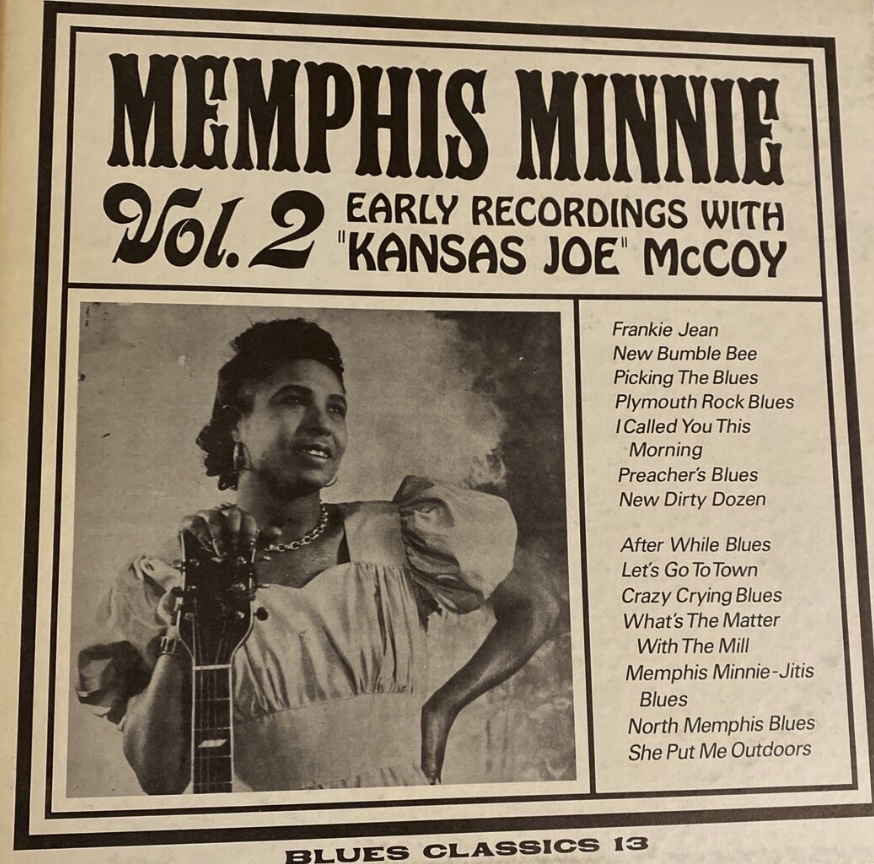 MEMPHIS MINNIE
Vol. 2
EARLY RECORDINGS WITH
"KANSAS JOE" McCOY
Frankie Jean
New Bumble Bee
Picking The Blues
Plymouth Rock Blues
I Called You This
Morning
Preacher's Blues
New Dirty Dozen
After While Blues
Let's Go To Town
Crazy Crying Blues
What's The Matter
With The Mill
Memphis Minnie-Jitis
Blues
North Memphis Blues
She Put Me Outdoors
BLUES CLASSICS 13